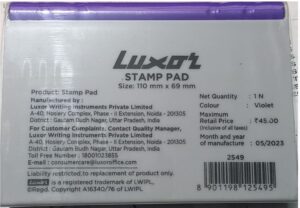 Luxor
STAMP PAD
Size: 110 mm x 69 mm
Product: Stamp Pad
Manufactured by :
Luxor Writing Instruments Private Limited
A-40, Hosiery Complex, Phase - II Extension, Noida - 201305
District : Gautam Budh Nagar, Uttar Pradesh, India
For Customer Complaints, Contact Quality Manager,
Luxor Writing Instruments Private Limited
A-40, Hosiery Complex, Phase - II Extension, Noida - 201305
District : Gautam Budh Nagar, Uttar Pradesh, India
Toll Free Number : 18001023855
E-mail : consumercare@luxoroffice.com
Liability restricted to replacement of product only.
Luxor is a registered trademark of LWIPL.
©Regd. Copyright A16340/76 of LWIPL
Net Quantity : 1 N
Colour : Violet
Maximum
Retail Price : ₹45.00
(Inclusive of all taxes)
Month and year
of manufacture : 05/2023
2549
8 901198 125495